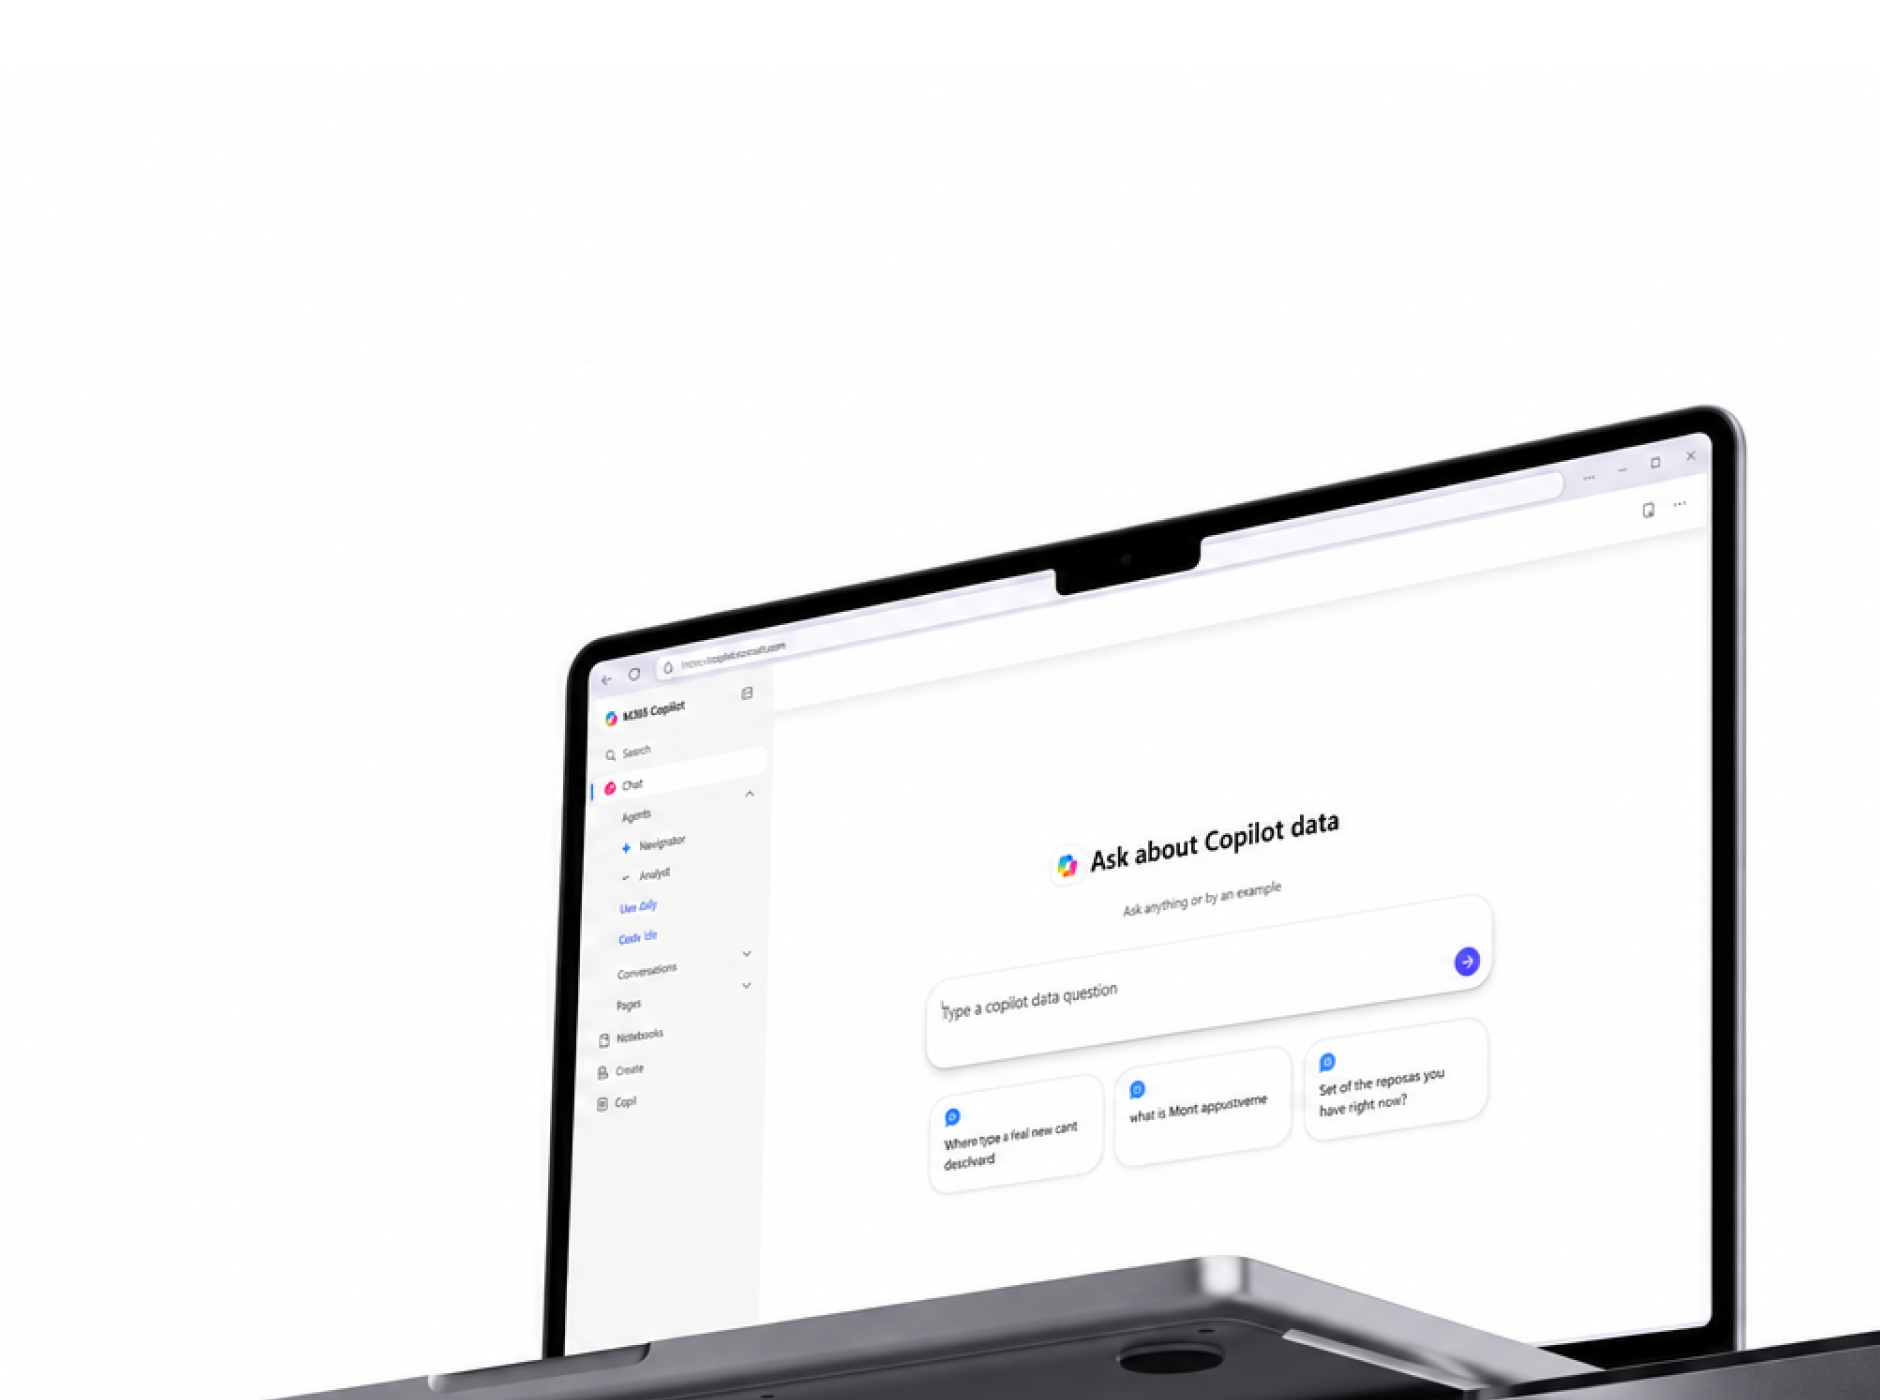 M365 Copilot
Search
Chat
Agents
Navignator
Analyst
Conversations
Pages
Notebooks
Create
Copil
Ask about Copilot data
Ask anything or by an example
Type a copilot data question
Where type a feal new cant
desclvard
what is Mont appustverne
Set of the reposas you
have right now?